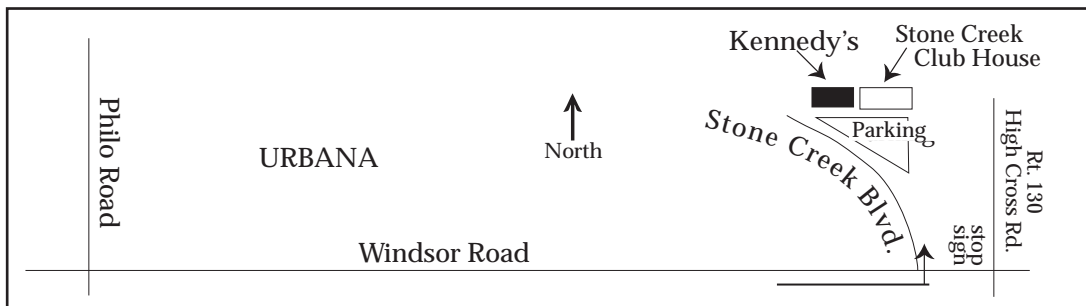 Kennedy's
Stone Creek
Club House
Philo Road
URBANA
North
Stone Creek Blvd.
Parking
Rt. 130
High Cross Rd.
stop
sign
Windsor Road